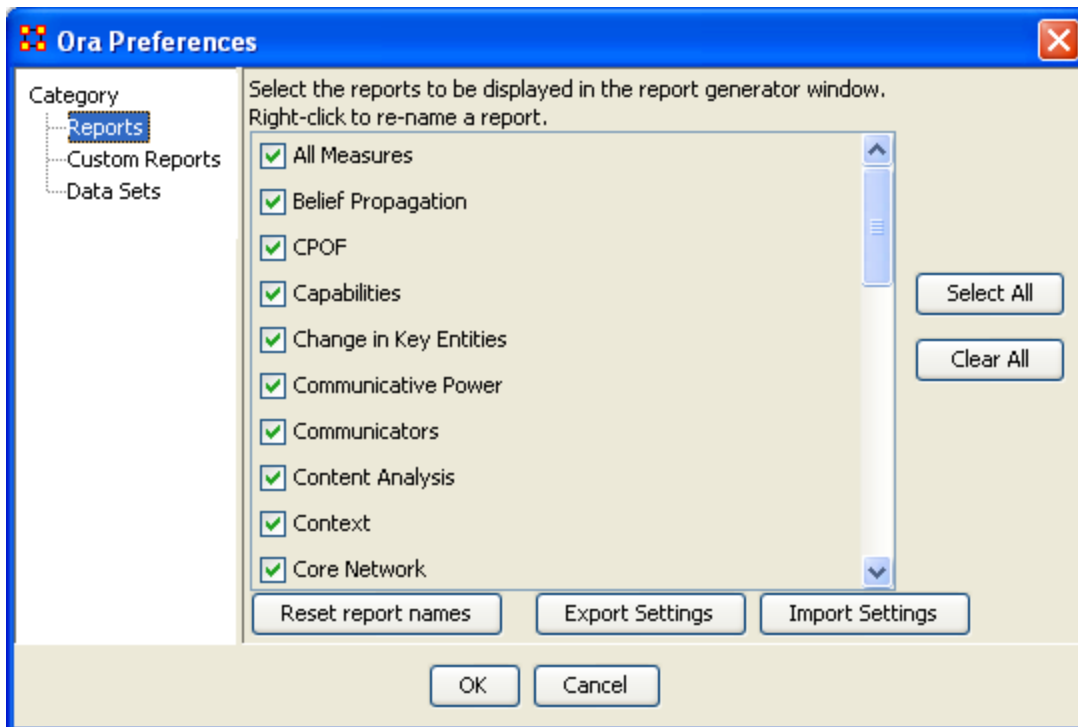 Ora Preferences
Category
Reports
Custom Reports
Data Sets
Select the reports to be displayed in the report generator window.
Right-click to re-name a report.
All Measures
Belief Propagation
CPOF
Capabilities
Change in Key Entities
Communicative Power
Communicators
Content Analysis
Context
Core Network
Select All
Clear All
Reset report names
Export Settings
Import Settings
OK
Cancel